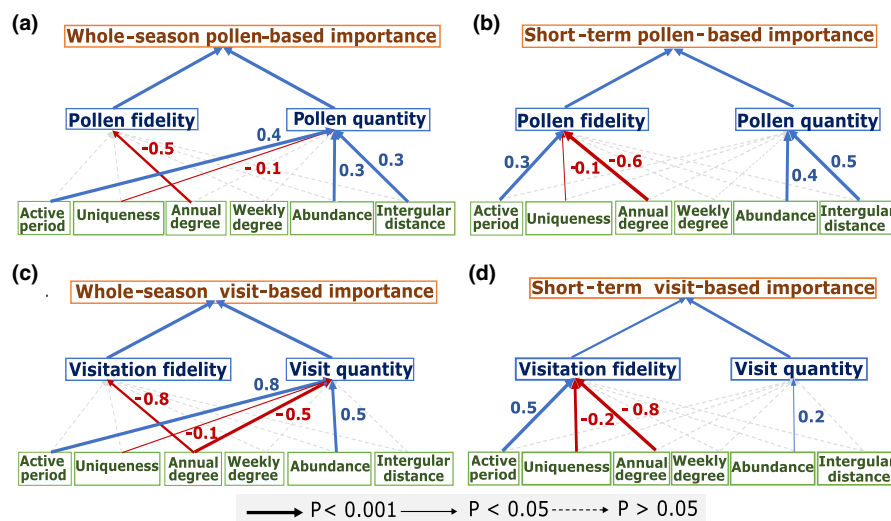 (a)
Whole-season pollen-based importance
Pollen fidelity
Pollen quantity
0.4
-0.5
-0.1
0.3
0.3
Active period
Uniqueness
Annual degree
Weekly degree
Abundance
Intergular distance
(b)
Short-term pollen-based importance
Pollen fidelity
Pollen quantity
0.3
-0.1
-0.6
0.4
0.5
Active period
Uniqueness
Annual degree
Weekly degree
Abundance
Intergular distance
(c)
Whole-season visit-based importance
Visitation fidelity
Visit quantity
0.8
-0.8
-0.1
-0.5
0.5
Active period
Uniqueness
Annual degree
Weekly degree
Abundance
Intergular distance
(d)
Short-term visit-based importance
Visitation fidelity
Visit quantity
0.5
-0.2
- 0.8
0.2
Active period
Uniqueness
Annual degree
Weekly degree
Abundance
Intergular distance
P < 0.001 P < 0.05 P > 0.05